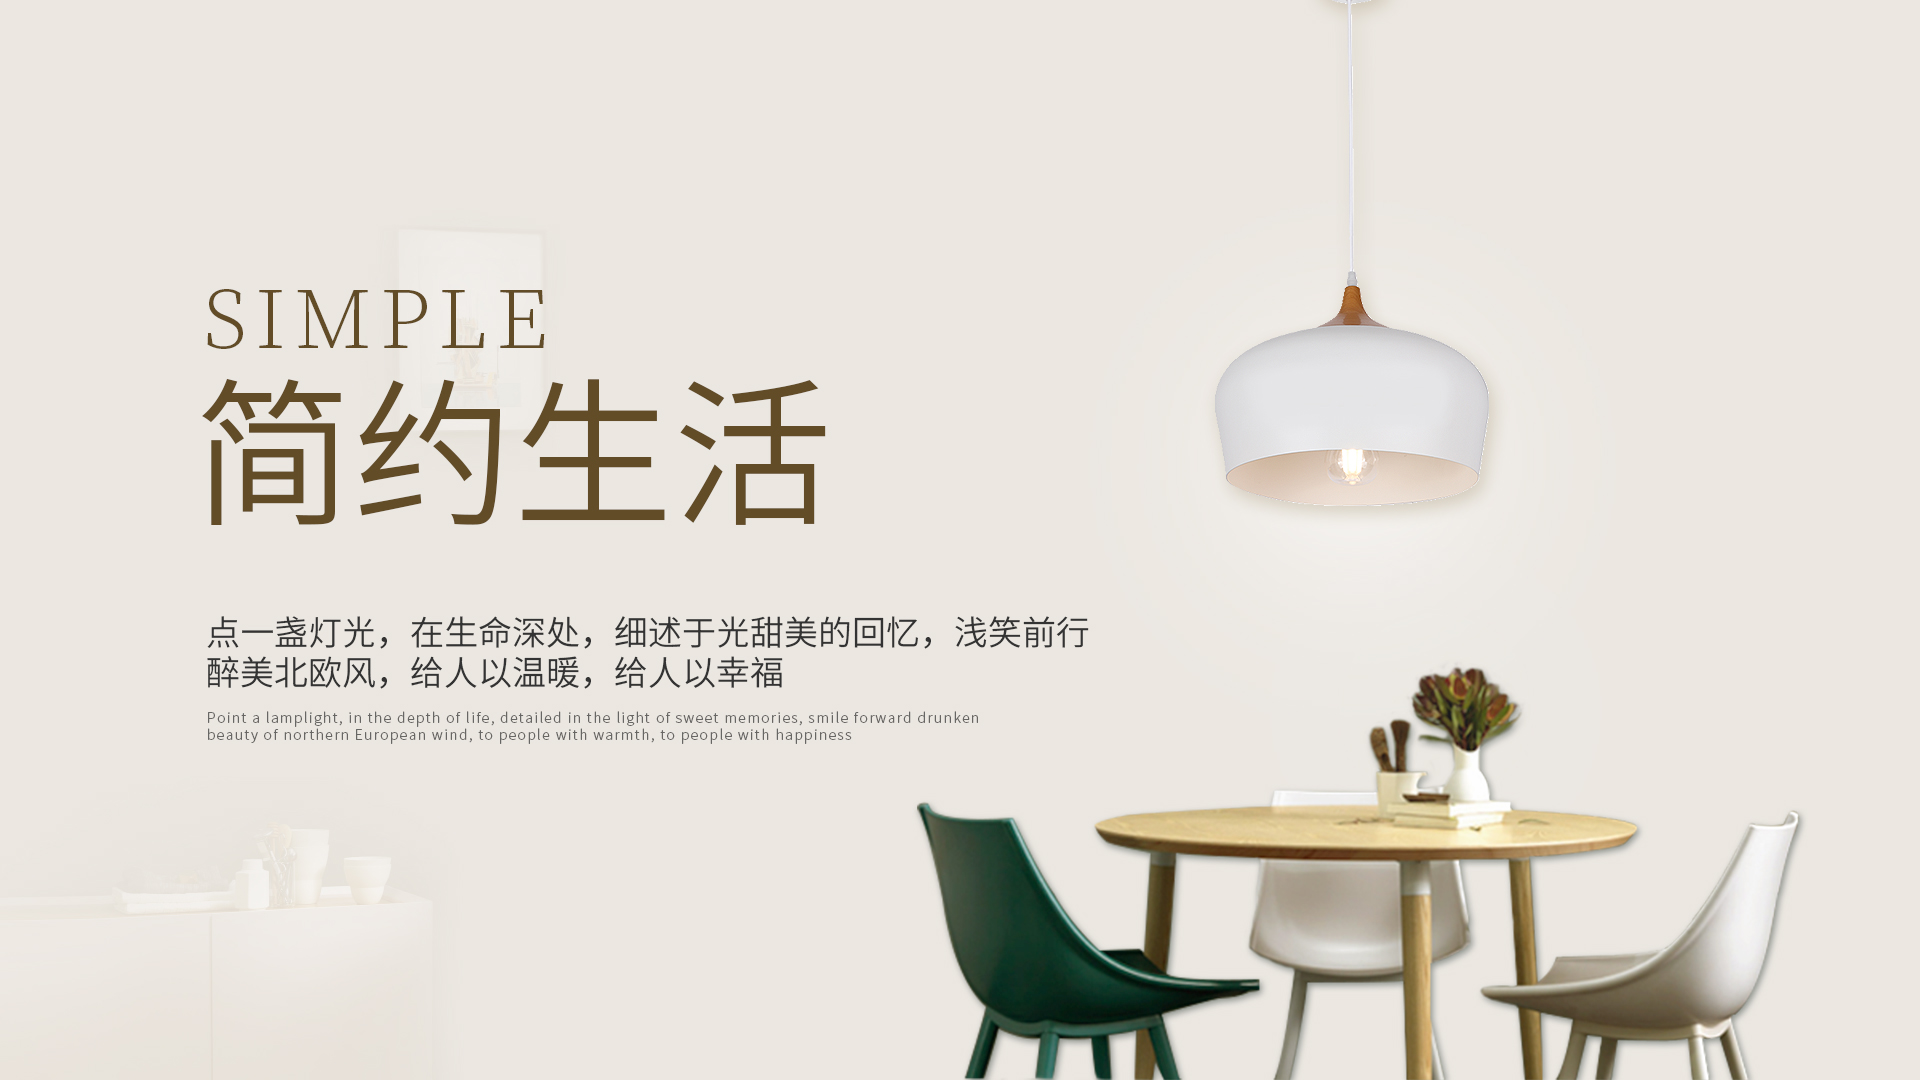 SIMPLE
简约生活
点一盏灯光，在生命深处，细述于光甜美的回忆，浅笑前行
醉美北欧风，给人以温暖，给人以幸福
Point a lamplight, in the depth of life, detailed in the light of sweet memories, smile forward drunken
beauty of northern European wind, to people with warmth, to people with happiness